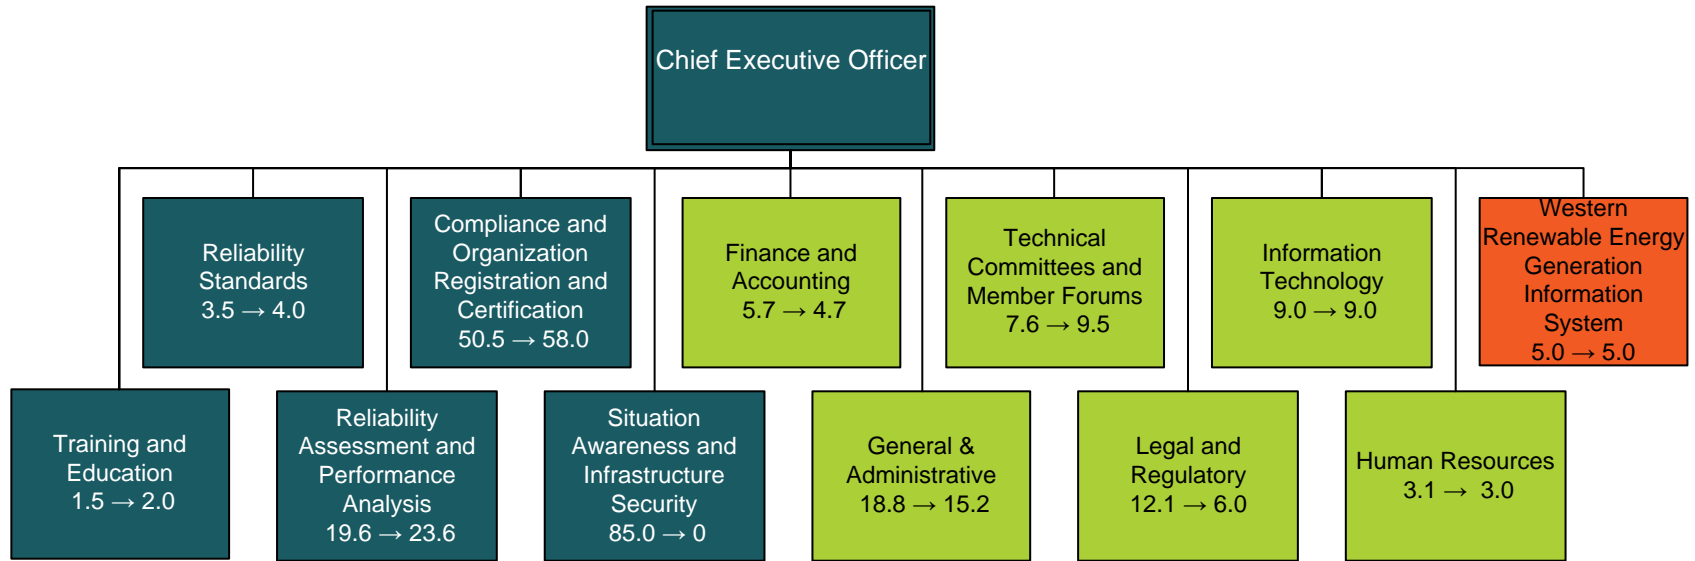 Chief Executive Officer
Reliability
Standards
3.5 → 4.0
Compliance and
Organization
Registration and
Certification
50.5 → 58.0
Finance and
Accounting
5.7 → 4.7
Technical
Committees and
Member Forums
7.6 → 9.5
Information
Technology
9.0 → 9.0
Western
Renewable Energy
Generation
Information
System
5.0 → 5.0
Training and
Education
1.5 → 2.0
Reliability
Assessment and
Performance
Analysis
19.6 → 23.6
Situation
Awareness and
Infrastructure
Security
85.0 → 0
General &
Administrative
18.8 → 15.2
Legal and
Regulatory
12.1 → 6.0
Human Resources
3.1 → 3.0